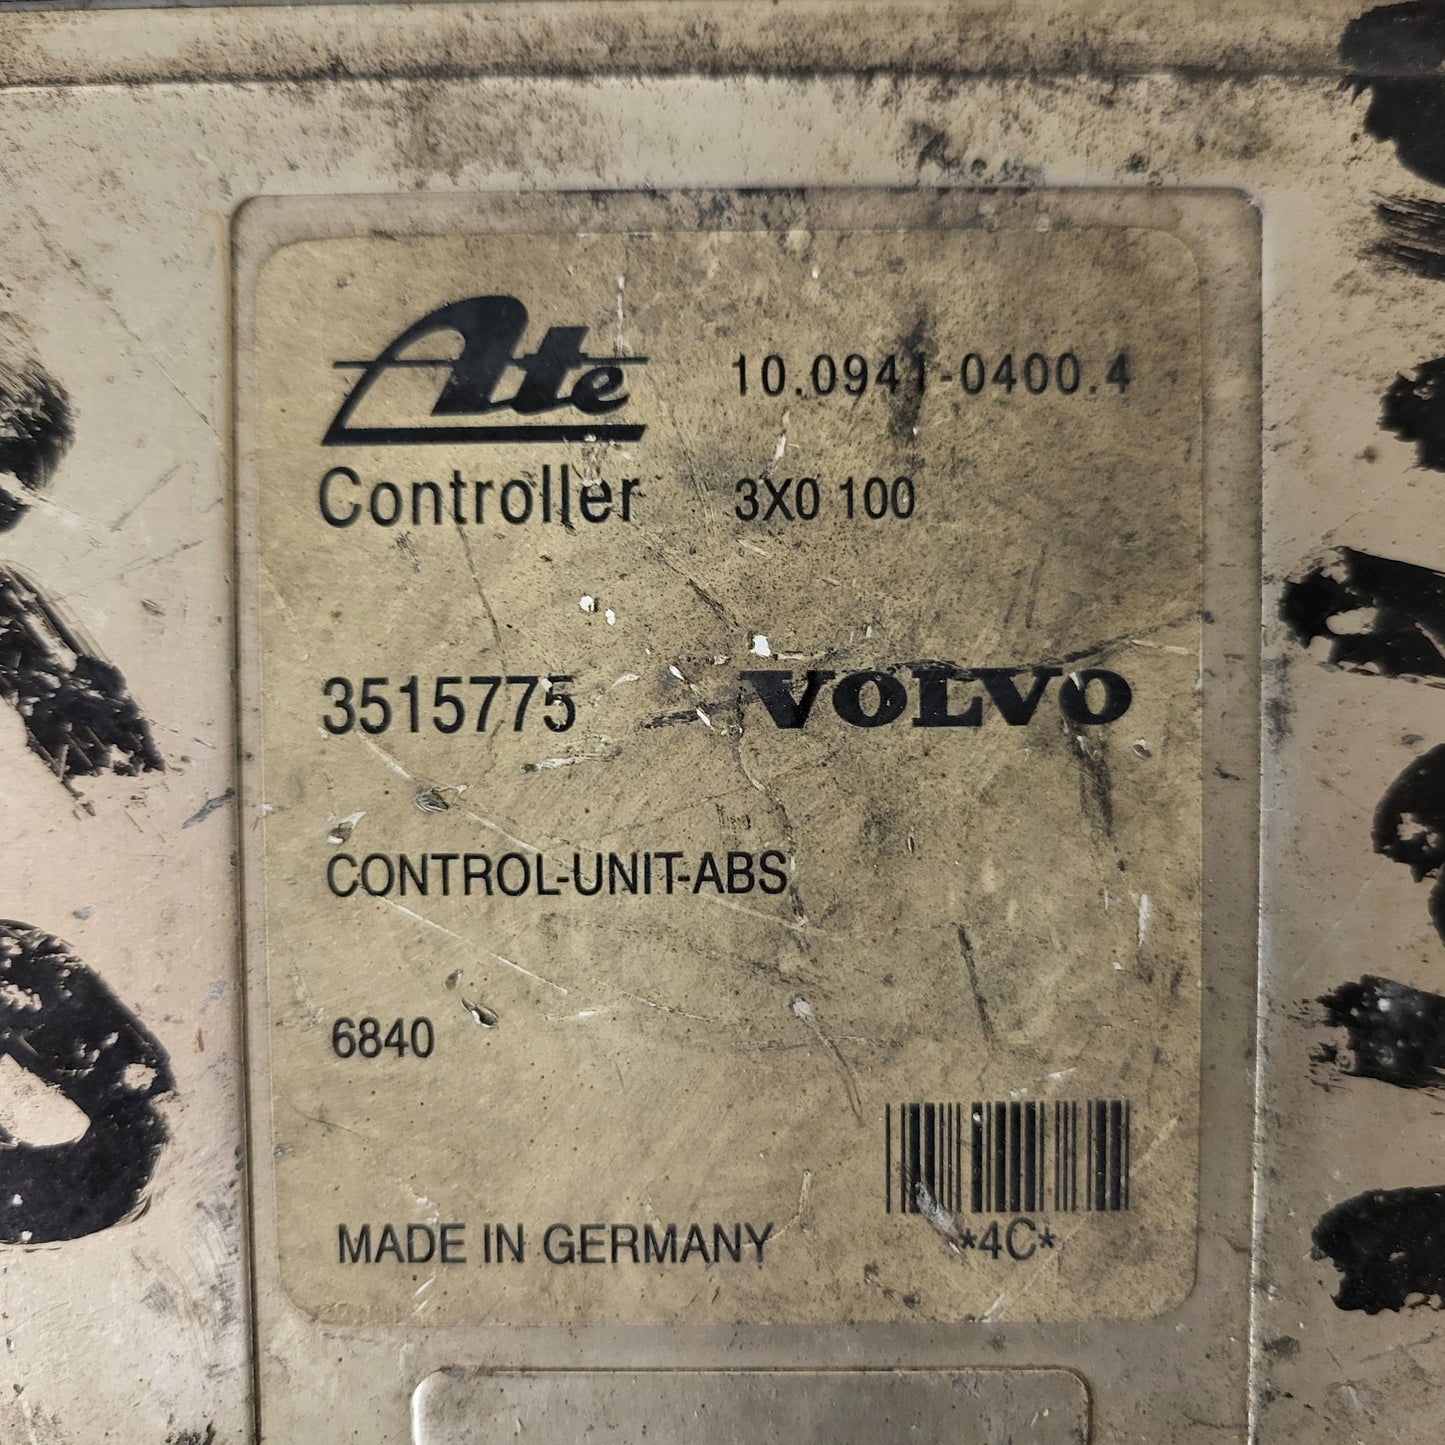 Ate 10.0941-0400.4
Controller 3X0 100
3515775 VOLVO
CONTROL-UNIT-ABS
6840
*4C*
MADE IN GERMANY